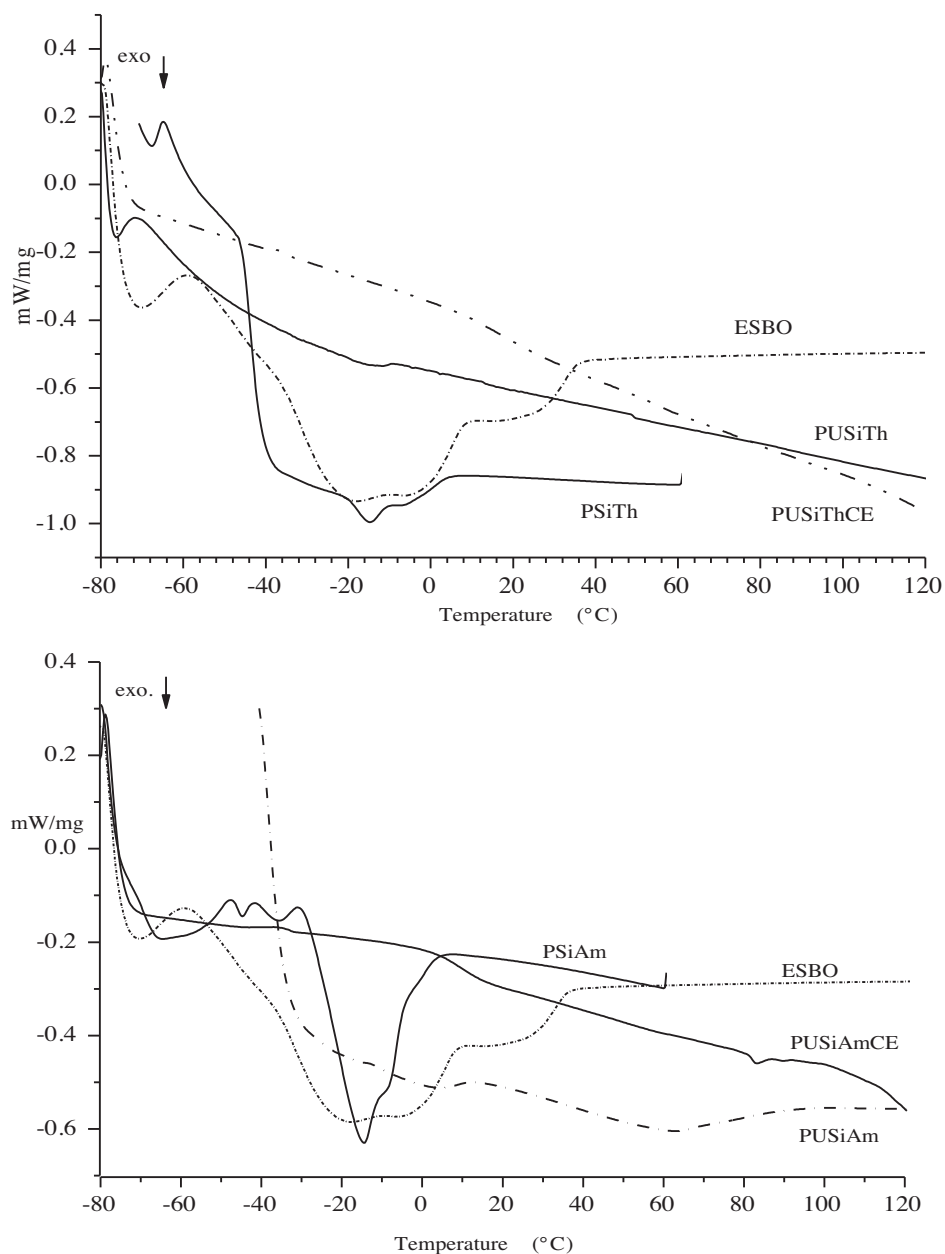 0.4
exo
0.2
0.0
-0.2
mW/mg
-0.4
ESBO
-0.6
PUSiTh
-0.8
PSiTh
PUSiThCE
-1.0
-80 -60 -40 -20 0 20 40 60 80 100 120
Temperature (°C)
0.4
exo.
0.2
mW/mg
0.0
-0.2
PSiAm
ESBO
-0.4
PUSiAmCE
-0.6
PUSiAm
-80 -60 -40 -20 0 20 40 60 80 100 120
Temperature (°C)